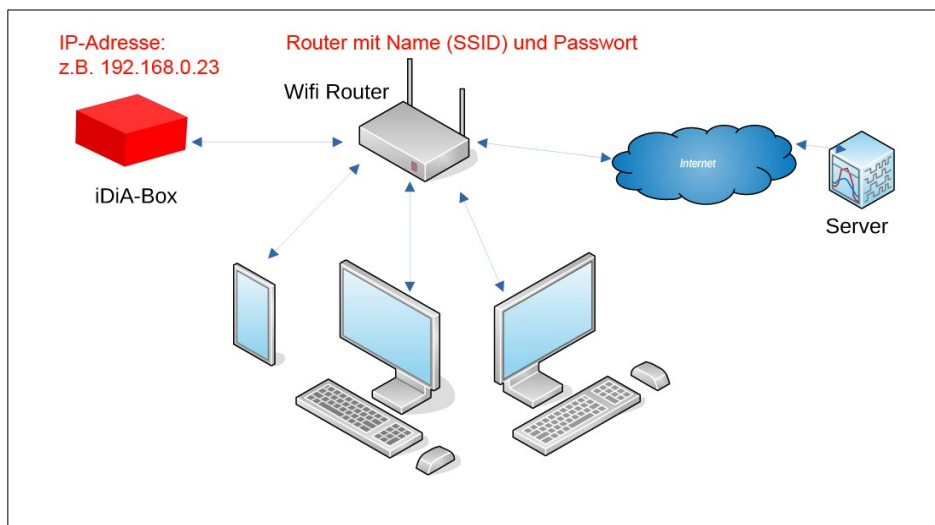 IP-Adresse:
z.B. 192.168.0.23
Router mit Name (SSID) und Passwort
Wifi Router
iDiA-Box
Internet
Server